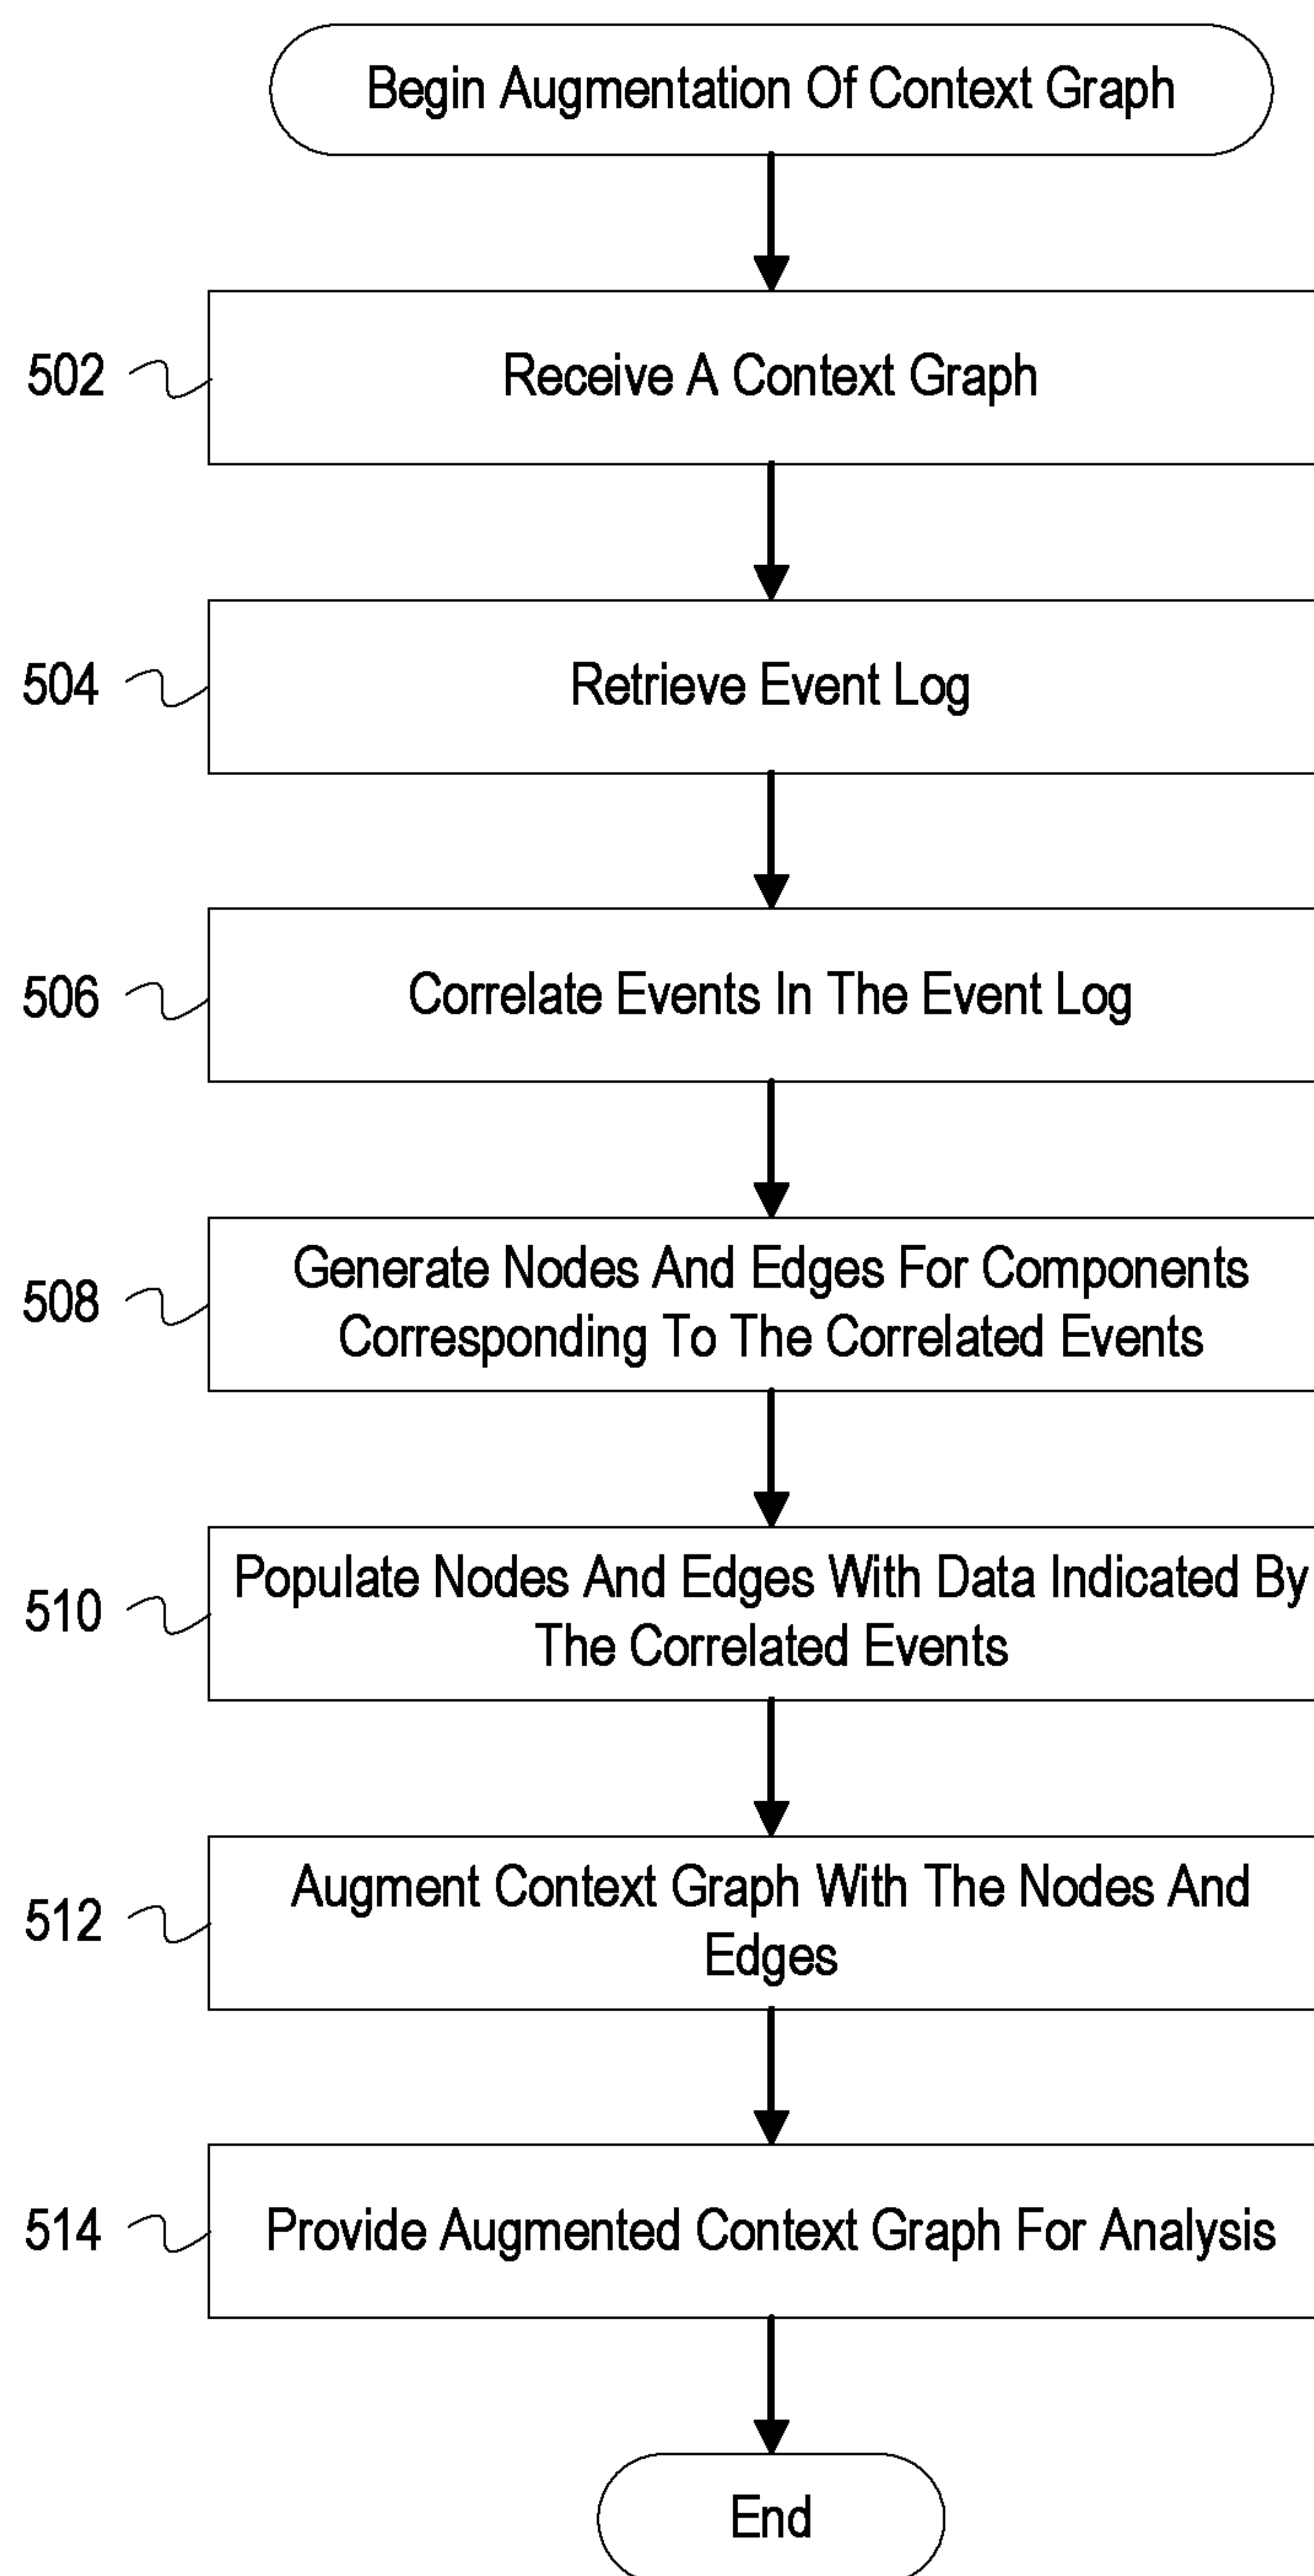 Begin Augmentation Of Context Graph
502
Receive A Context Graph
504
Retrieve Event Log
506
Correlate Events In The Event Log
508
Generate Nodes And Edges For Components
Corresponding To The Correlated Events
510
Populate Nodes And Edges With Data Indicated By
The Correlated Events
512
Augment Context Graph With The Nodes And
Edges
514
Provide Augmented Context Graph For Analysis
End